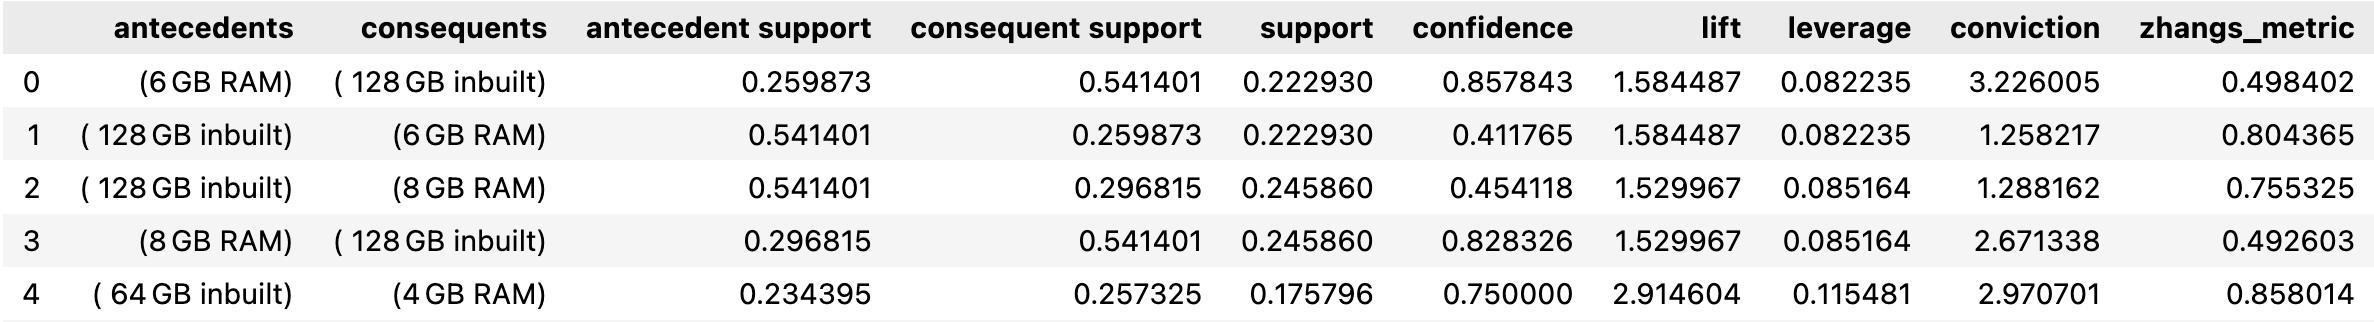 antecedents consequents antecedent support consequent support support confidence lift leverage conviction zhangs_metric
0 (6 GB RAM) ( 128 GB inbuilt) 0.259873 0.541401 0.222930 0.857843 1.584487 0.082235 3.226005 0.498402
1 ( 128 GB inbuilt) (6 GB RAM) 0.541401 0.259873 0.222930 0.411765 1.584487 0.082235 1.258217 0.804365
2 ( 128 GB inbuilt) (8 GB RAM) 0.541401 0.296815 0.245860 0.454118 1.529967 0.085164 1.288162 0.755325
3 (8 GB RAM) ( 128 GB inbuilt) 0.296815 0.541401 0.245860 0.828326 1.529967 0.085164 2.671338 0.492603
4 ( 64 GB inbuilt) (4 GB RAM) 0.234395 0.257325 0.175796 0.750000 2.914604 0.115481 2.970701 0.858014